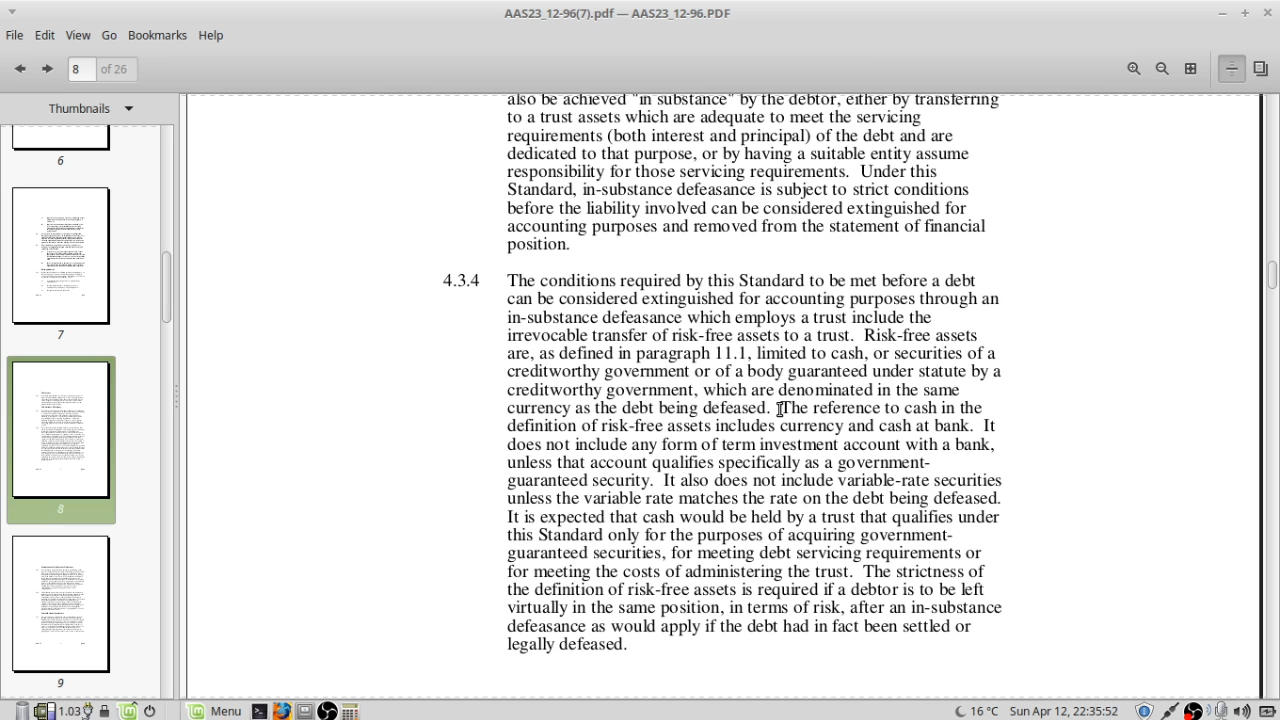 AAS23_12-96(7).pdf — AAS23_12-96.PDF
File Edit View Go Bookmarks Help
8 of 26
Thumbnails
6
7
8
9
also be achieved "in substance" by the debtor, either by transferring
to a trust assets which are adequate to meet the servicing
requirements (both interest and principal) of the debt and are
dedicated to that purpose, or by having a suitable entity assume
responsibility for those servicing requirements. Under this
Standard, in-substance defeasance is subject to strict conditions
before the liability involved can be considered extinguished for
accounting purposes and removed from the statement of financial
position.
4.3.4 The conditions required by this Standard to be met before a debt
can be considered extinguished for accounting purposes through an
in-substance defeasance which employs a trust include the
irrevocable transfer of risk-free assets to a trust. Risk-free assets
are, as defined in paragraph 11.1, limited to cash, or securities of a
creditworthy government or of a body guaranteed under statute by a
creditworthy government, which are denominated in the same
currency as the debt being defeased. The reference to cash in the
definition of risk-free assets includes currency and cash at bank. It
does not include any form of term investment account with a bank,
unless that account qualifies specifically as a government-
guaranteed security. It also does not include variable-rate securities
unless the variable rate matches the rate on the debt being defeased.
It is expected that cash would be held by a trust that qualifies under
this Standard only for the purposes of acquiring government-
guaranteed securities, for meeting debt servicing requirements or
for meeting the costs of administering the trust. The strictness of
the definition of risk-free assets is required if a debtor is to be left
virtually in the same position, in terms of risk, after an in-substance
defeasance as would apply if the debt had in fact been settled or
legally defeased.
1.03 Menu 16 °C Sun Apr 12, 22:35:52